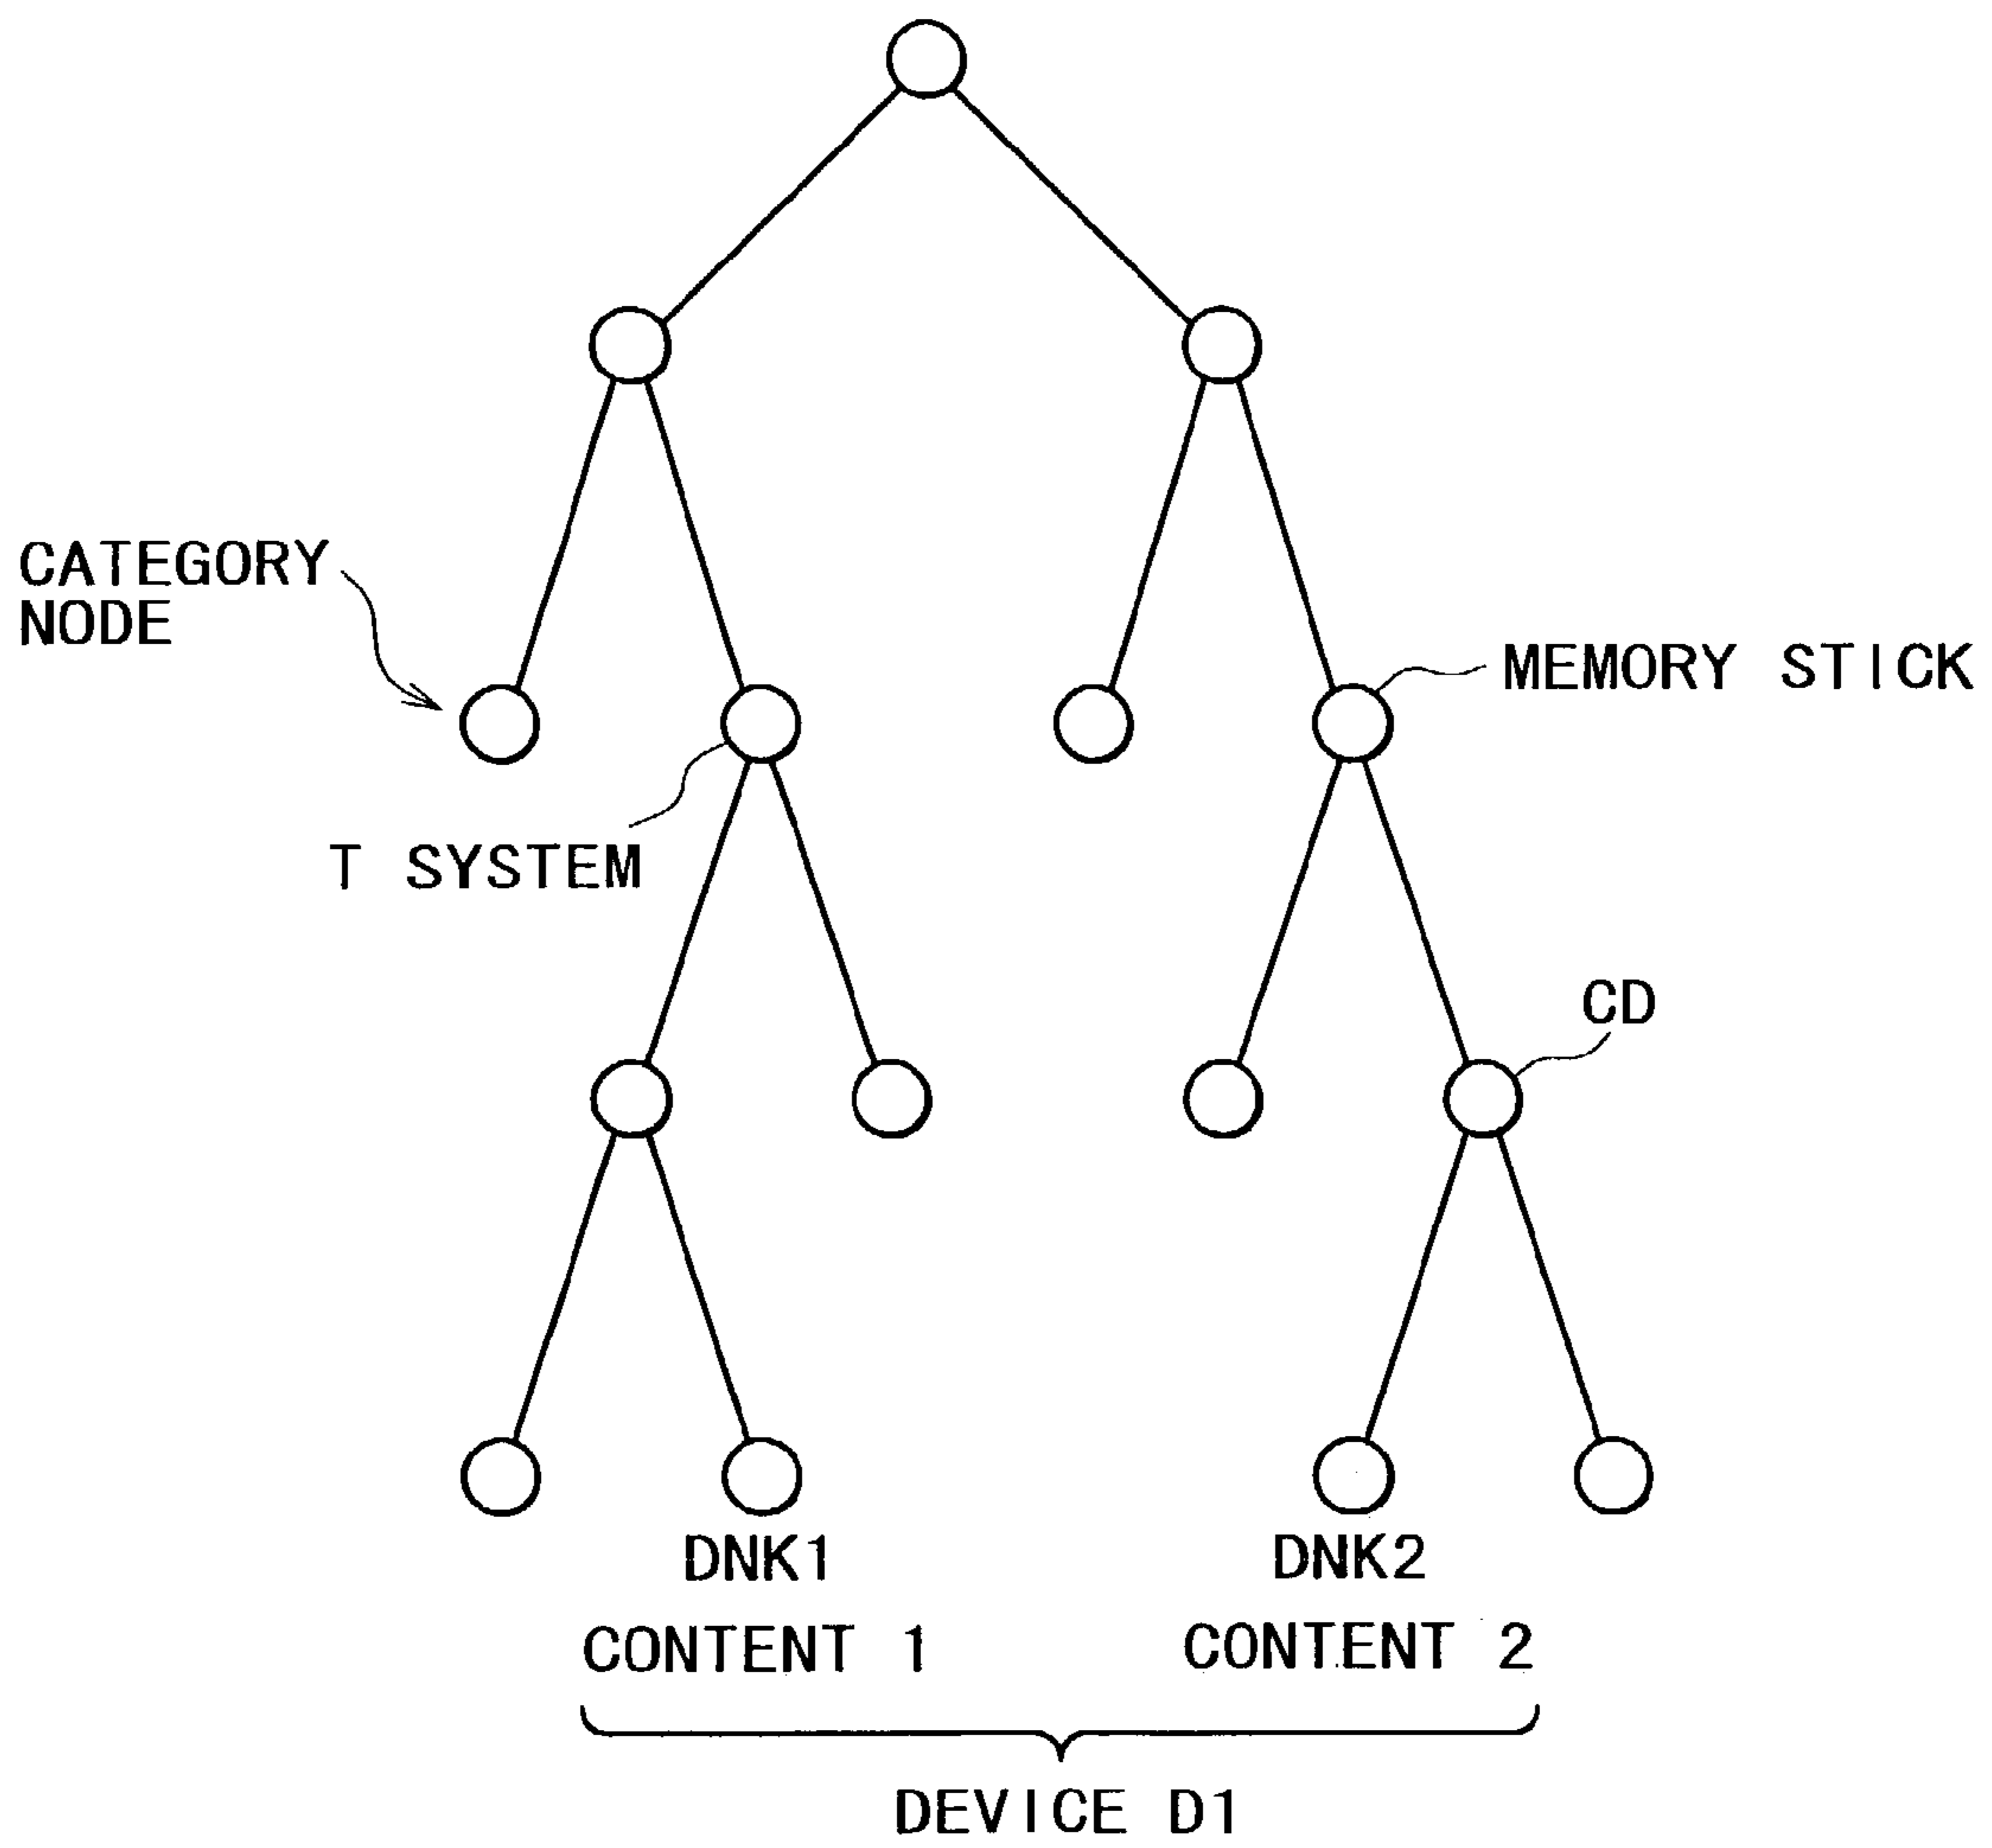 CATEGORY
NODE
MEMORY STICK
T SYSTEM
CD
DNK1
DNK2
CONTENT 1
CONTENT 2
DEVICE D1